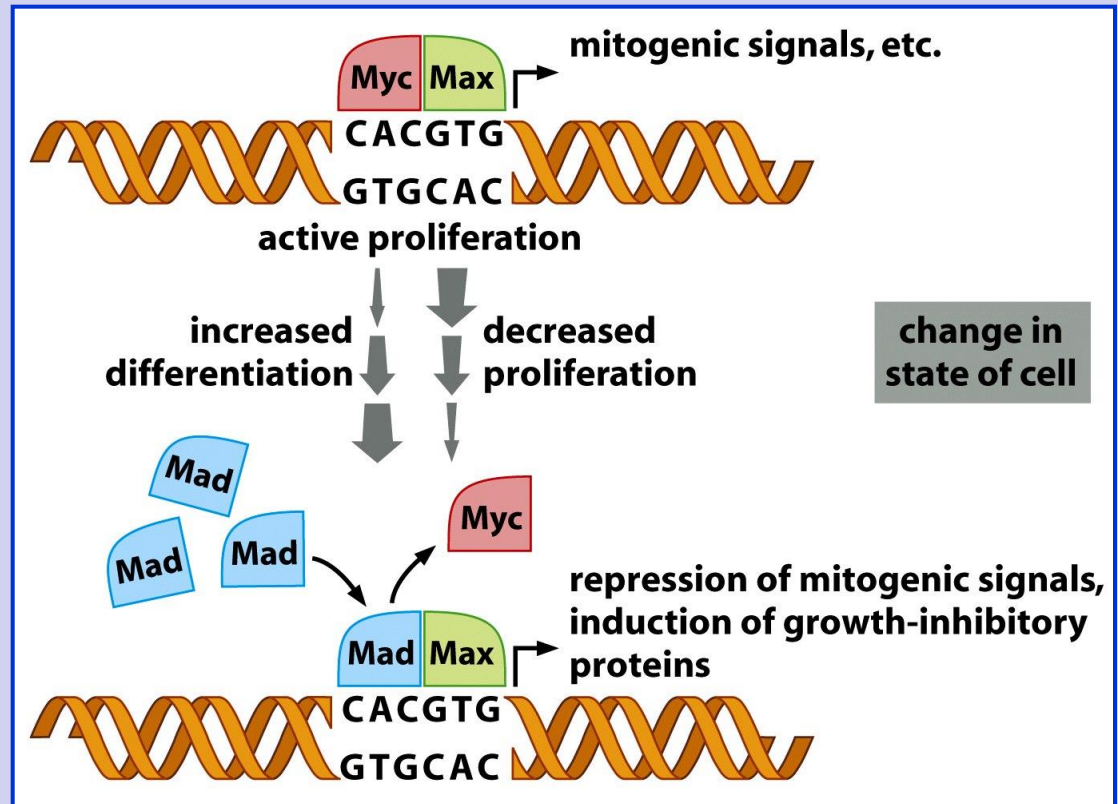 mitogenic signals, etc.
Myc Max
CACGTG
GTGCAC
active proliferation
increased
differentiation
decreased
proliferation
change in
state of cell
Mad
Mad
Mad
Myc
repression of mitogenic signals,
induction of growth-inhibitory
proteins
Mad Max
CACGTG
GTGCAC